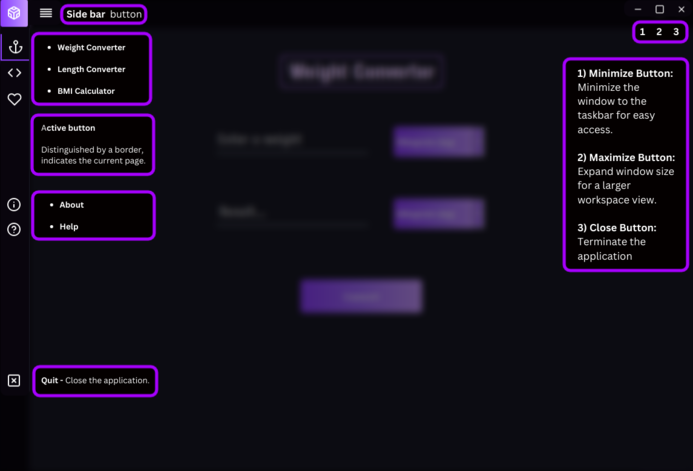 Side bar button
1 2 3
Weight Converter
Length Converter
BMI Calculator
Weight Converter
Active button
Distinguished by a border,
indicates the current page.
Enter a weight
Result...
About
Help
Quit - Close the application.
1) Minimize Button:
Minimize the
window to the
taskbar for easy
access.
2) Maximize Button:
Expand window size
for a larger
workspace view.
3) Close Button:
Terminate the
application